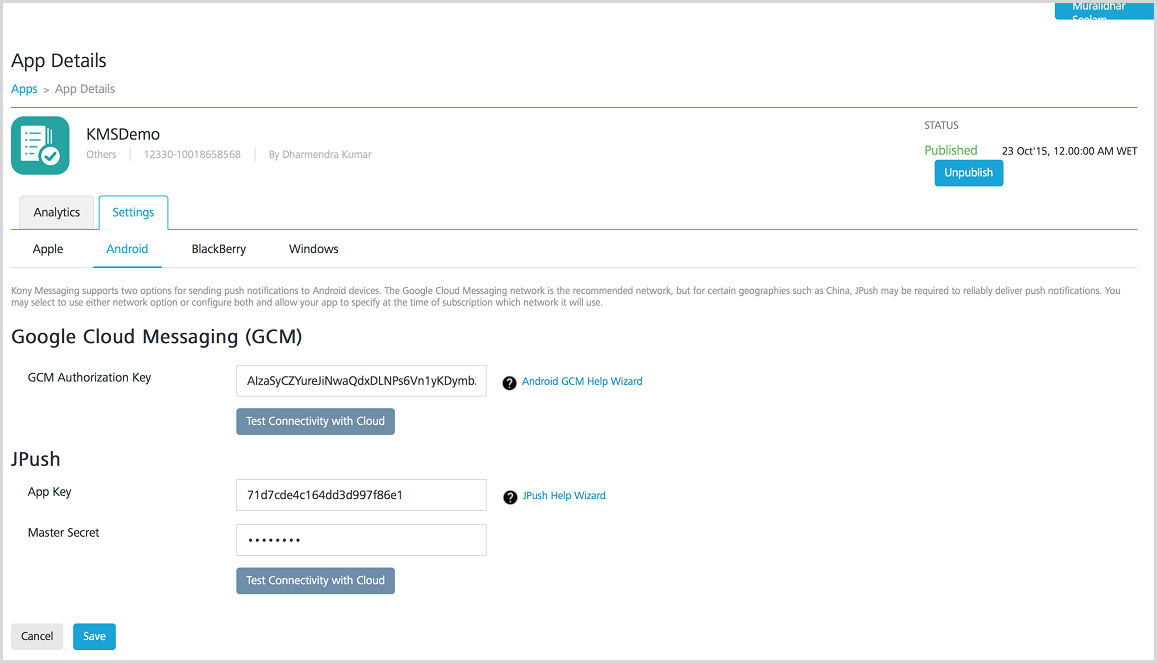 Muralidhar
Seelam
App Details
Apps > App Details
KMSDemo
Others | 12330-10018658568 | By Dharmendra Kumar
STATUS
Published 23 Oct'15, 12.00:00 AM WET
Unpublish
Analytics Settings
Apple Android BlackBerry Windows
Kony Messaging supports two options for sending push notifications to Android devices. The Google Cloud Messaging network is the recommended network, but for certain geographies such as China, JPush may be required to reliably deliver push notifications. You
may select to use either network option or configure both and allow your app to specify at the time of subscription which network it will use.
Google Cloud Messaging (GCM)
GCM Authorization Key AIzaSyCZYureJiNwaQdxDLNPs6Vn1yKDymb ? Android GCM Help Wizard
Test Connectivity with Cloud
JPush
App Key 71d7cde4c164dd3d997f86e1 ? JPush Help Wizard
Master Secret ••••••••
Test Connectivity with Cloud
Cancel Save